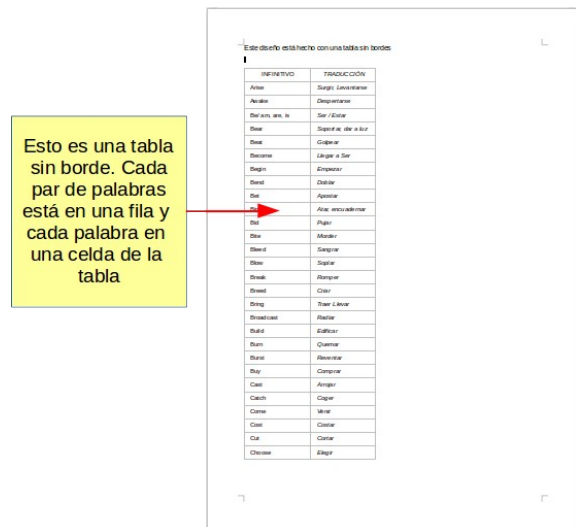 Este diseño está hecho con una tabla sin bordes
INFINITIVO TRADUCCIÓN
Arise Surgir, Levantarse
Awake Despertarse
Be/ am, are, is Ser / Estar
Bear Soportar, dar a luz
Beat Golpear
Become Llegar a Ser
Begin Empezar
Bend Doblar
Bet Apostar
Atar, encuadernar
Bid Pujar
Bite Morder
Bleed Sangrar
Blow Soplar
Break Romper
Breed Criar
Bring Traer Llevar
Broadcast Radiar
Build Edificar
Burn Quemar
Burst Reventar
Buy Comprar
Cast Arrojar
Catch Coger
Come Venir
Cost Costar
Cut Cortar
Choose Elegir
Esto es una tabla
sin borde. Cada
par de palabras
está en una fila y
cada palabra en
una celda de la
tabla